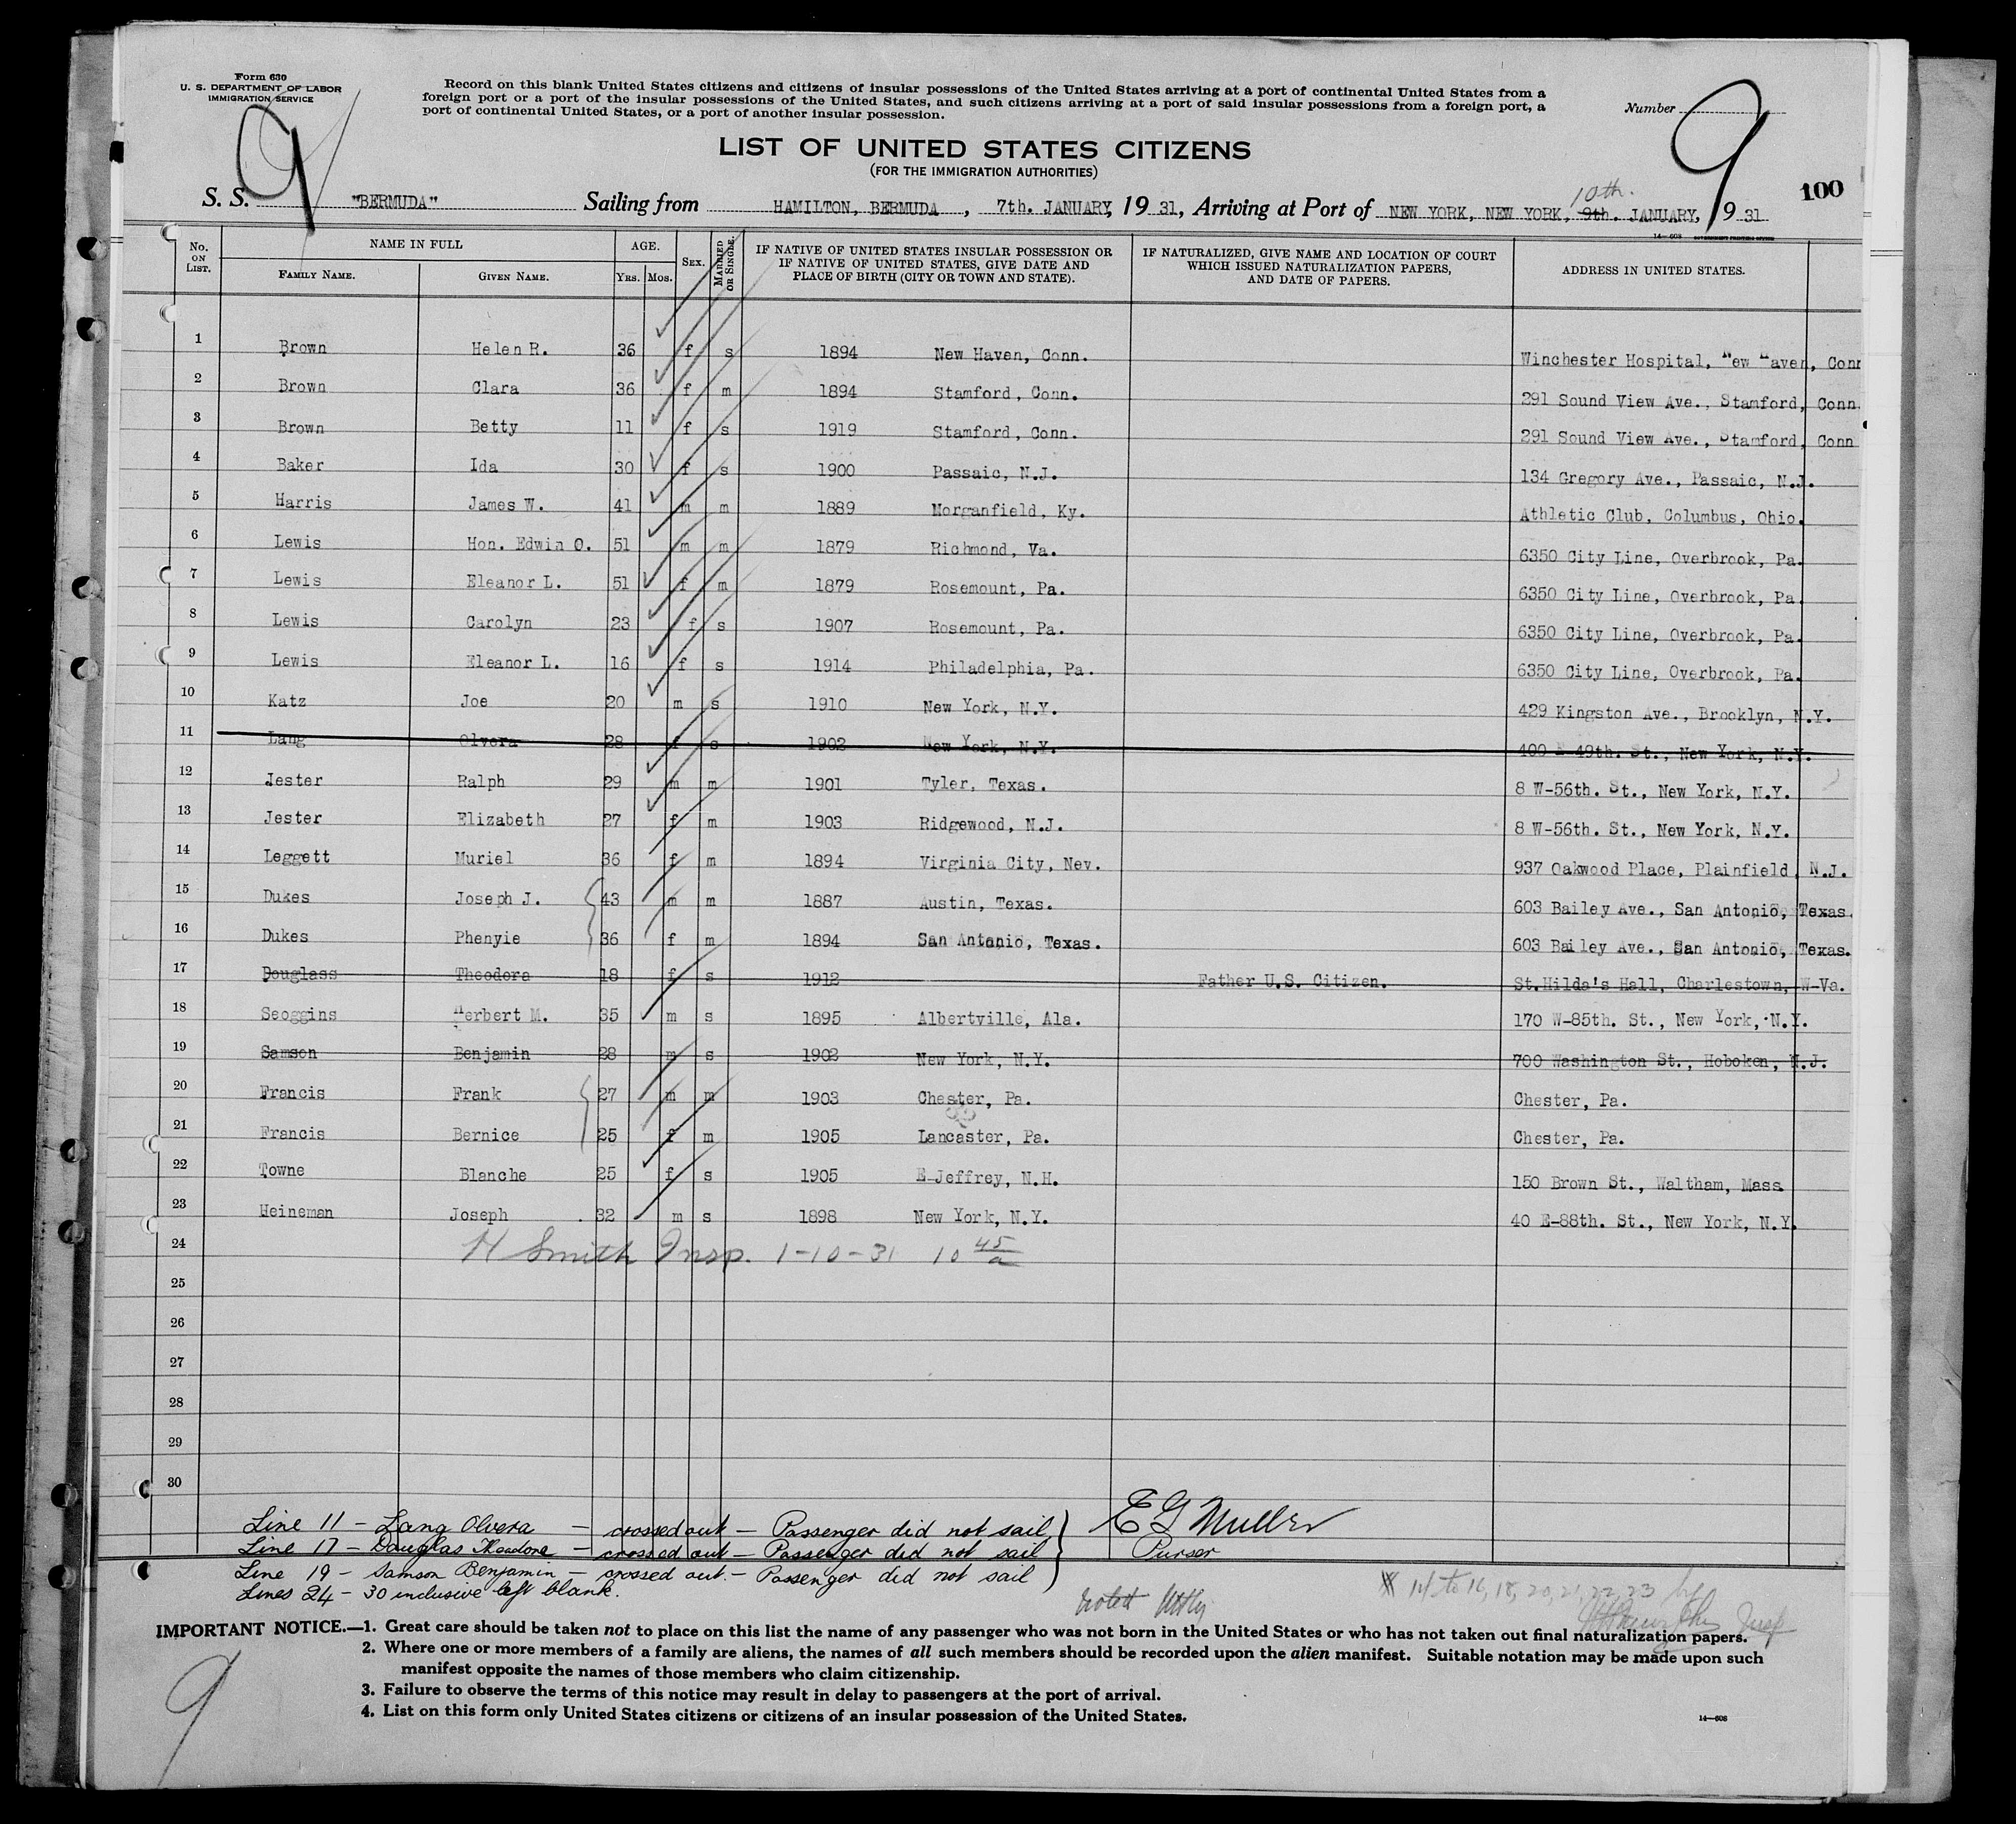 Form 630
U. S. DEPARTMENT OF LABOR
IMMIGRATION SERVICE
Record on this blank United States citizens and citizens of insular possessions of the United States arriving at a port of continental United States from a
foreign port or a port of the insular possessions of the United States, and such citizens arriving at a port of said insular possessions from a foreign port, a
port of continental United States, or a port of another insular possession.
Number 9
9
LIST OF UNITED STATES CITIZENS
(FOR THE IMMIGRATION AUTHORITIES)
100
10th.
S. S. "BERMUDA" Sailing from HAMILTON, BERMUDA, 7th. JANUARY, 1931, Arriving at Port of NEW YORK, NEW YORK, 9th. JANUARY, 1931
14-608 GOVERNMENT PRINTING OFFICE
No. ON LIST. NAME IN FULL FAMILY NAME. GIVEN NAME. AGE. YRS. MOS. SEX. MARRIED OR SINGLE. IF NATIVE OF UNITED STATES INSULAR POSSESSION OR IF NATIVE OF UNITED STATES, GIVE DATE AND PLACE OF BIRTH (CITY OR TOWN AND STATE). IF NATURALIZED, GIVE NAME AND LOCATION OF COURT WHICH ISSUED NATURALIZATION PAPERS, AND DATE OF PAPERS. ADDRESS IN UNITED STATES.
1 Brown Helen R. 36 f s 1894 New Haven, Conn. Winchester Hospital, New Haven, Conn
2 Brown Clara 36 f m 1894 Stamford, Conn. 291 Sound View Ave., Stamford, Conn.
3 Brown Betty 11 f s 1919 Stamford, Conn. 291 Sound View Ave., Stamford, Conn
4 Baker Ida 30 f s 1900 Passaic, N.J. 134 Gregory Ave., Passaic, N.J.
5 Harris James W. 41 m m 1889 Morganfield, Ky. Athletic Club, Columbus, Ohio.
6 Lewis Hon. Edwin O. 51 m m 1879 Richmond, Va. 6350 City Line, Overbrook, Pa.
7 Lewis Eleanor L. 51 f m 1879 Rosemount, Pa. 6350 City Line, Overbrook, Pa.
8 Lewis Carolyn 23 f s 1907 Rosemount, Pa. 6350 City Line, Overbrook, Pa.
9 Lewis Eleanor L. 16 f s 1914 Philadelphia, Pa. 6350 City Line, Overbrook, Pa.
10 Katz Joe 20 m s 1910 New York, N.Y. 429 Kingston Ave., Brooklyn, N.Y.
11 Lang Olvera 28 f s 1902 New York, N.Y. 400 E-49th. St., New York, N.Y.
12 Jester Ralph 29 m m 1901 Tyler, Texas. 8 W-56th. St., New York, N.Y.
13 Jester Elizabeth 27 f m 1903 Ridgewood, N.J. 8 W-56th. St., New York, N.Y.
14 Leggett Muriel 36 f m 1894 Virginia City, Nev. 937 Oakwood Place, Plainfield, N.J.
15 Dukes Joseph J. 43 m m 1887 Austin, Texas. 603 Bailey Ave., San Antonio, Texas.
16 Dukes Phenyie 36 f m 1894 San Antonio, Texas. 603 Bailey Ave., San Antonio, Texas.
17 Douglass Theodora 18 f s 1912 Father U.S. Citizen. St.Hilda's Hall, Charlestown, W-Va.
18 Seoggins Herbert M. 35 m s 1895 Albertville, Ala. 170 W-85th. St., New York, N.Y.
19 Samson Benjamin 28 m s 1902 New York, N.Y. 700 Washington St., Hoboken, N.J.
20 Francis Frank 27 m m 1903 Chester, Pa. Chester, Pa.
21 Francis Bernice 25 f m 1905 Lancaster, Pa. Chester, Pa.
22 Towne Blanche 25 f s 1905 E-Jeffrey, N.H. 150 Brown St., Waltham, Mass
23 Heineman Joseph 32 m s 1898 New York, N.Y. 40 E-88th. St., New York, N.Y.
24 H Smith Insp. 1-10-31 10 45/a
25
26
27
28
29
30
Line 11 - Lang Olvera - crossed out - Passenger did not sail
Line 17 - Douglas Theodore - crossed out - Passenger did not sail
Line 19 - Samson Benjamin - crossed out - Passenger did not sail
Lines 24 - 30 inclusive left blank.
E G Muller
Purser
14 to 16, 18, 20, 21, 22, 23
IMPORTANT NOTICE.—1. Great care should be taken not to place on this list the name of any passenger who was not born in the United States or who has not taken out final naturalization papers.
2. Where one or more members of a family are aliens, the names of all such members should be recorded upon the alien manifest. Suitable notation may be made upon such
manifest opposite the names of those members who claim citizenship.
3. Failure to observe the terms of this notice may result in delay to passengers at the port of arrival.
4. List on this form only United States citizens or citizens of an insular possession of the United States.
14-608
9